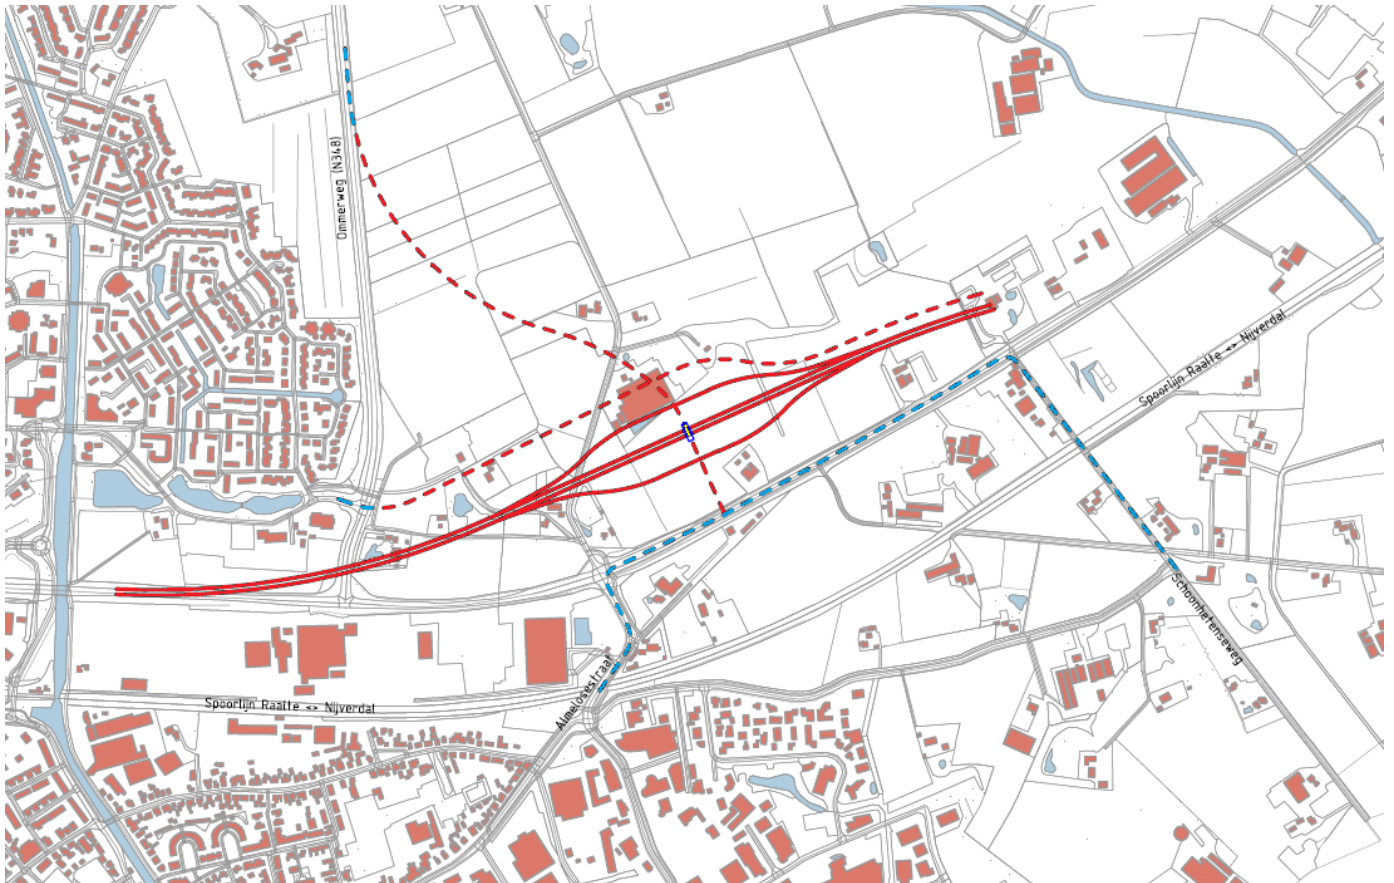 Ommerweg (N348)
Spoorlijn Raalte <-> Nijverdal
Schoonhetenseweg
Almelosestraat
Spoorlijn Raalte <-> Nijverdal